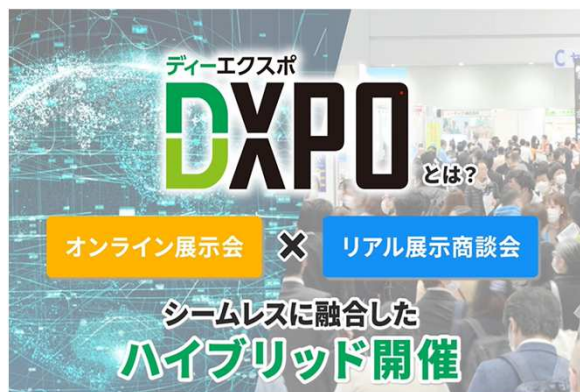 ディーエクスポ
DXPO とは?
オンライン展示会 × リアル展示商談会
シームレスに融合した
ハイブリッド開催